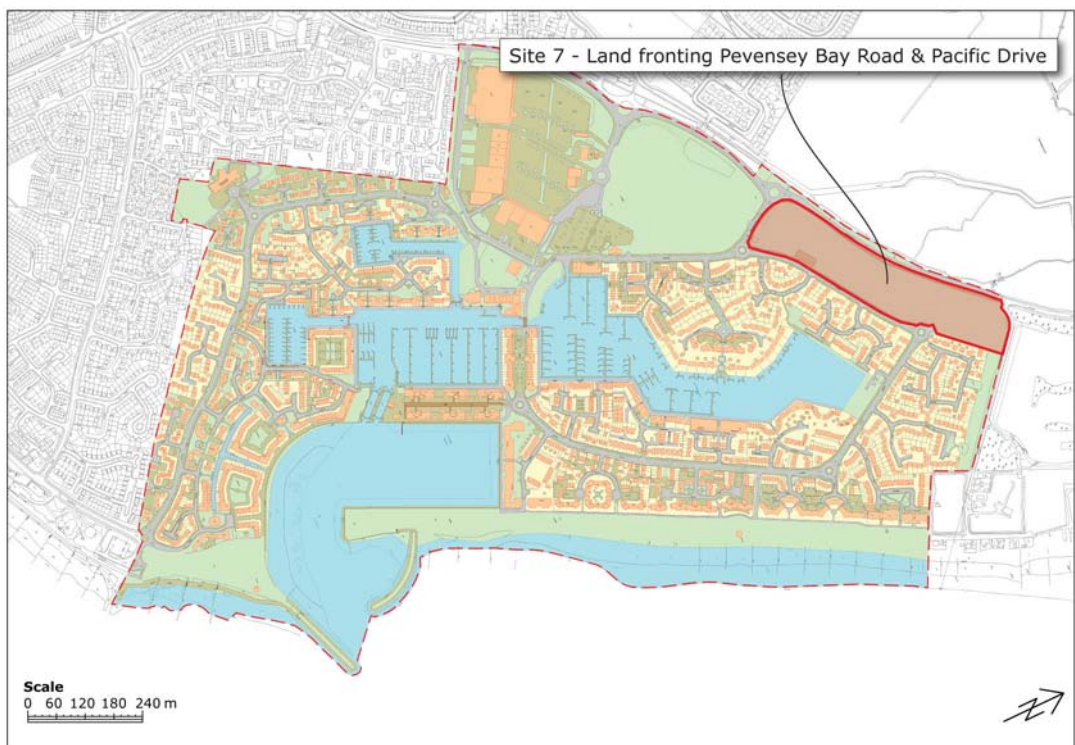 Site 7 - Land fronting Pevensey Bay Road & Pacific Drive
Scale
0 60 120 180 240 m